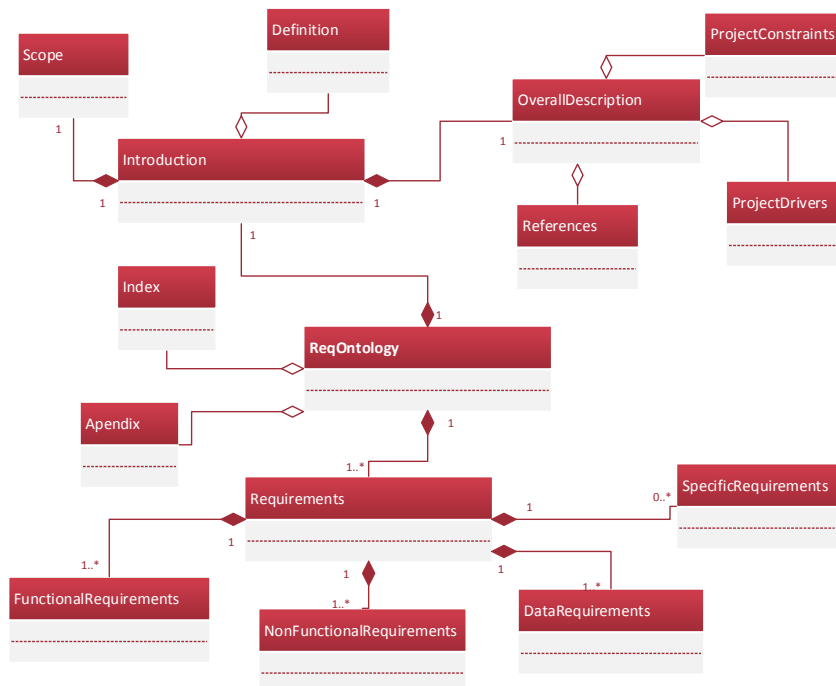 Definition
ProjectConstraints
Scope
OverallDescription
1
1
Introduction
1
1
ProjectDrivers
References
1
Index
1
ReqOntology
Apendix
1
1..*
Requirements
SpecificRequirements
0..*
1
1
1
1
1..*
1..*
1..*
FunctionalRequirements
NonFunctionalRequirements
DataRequirements